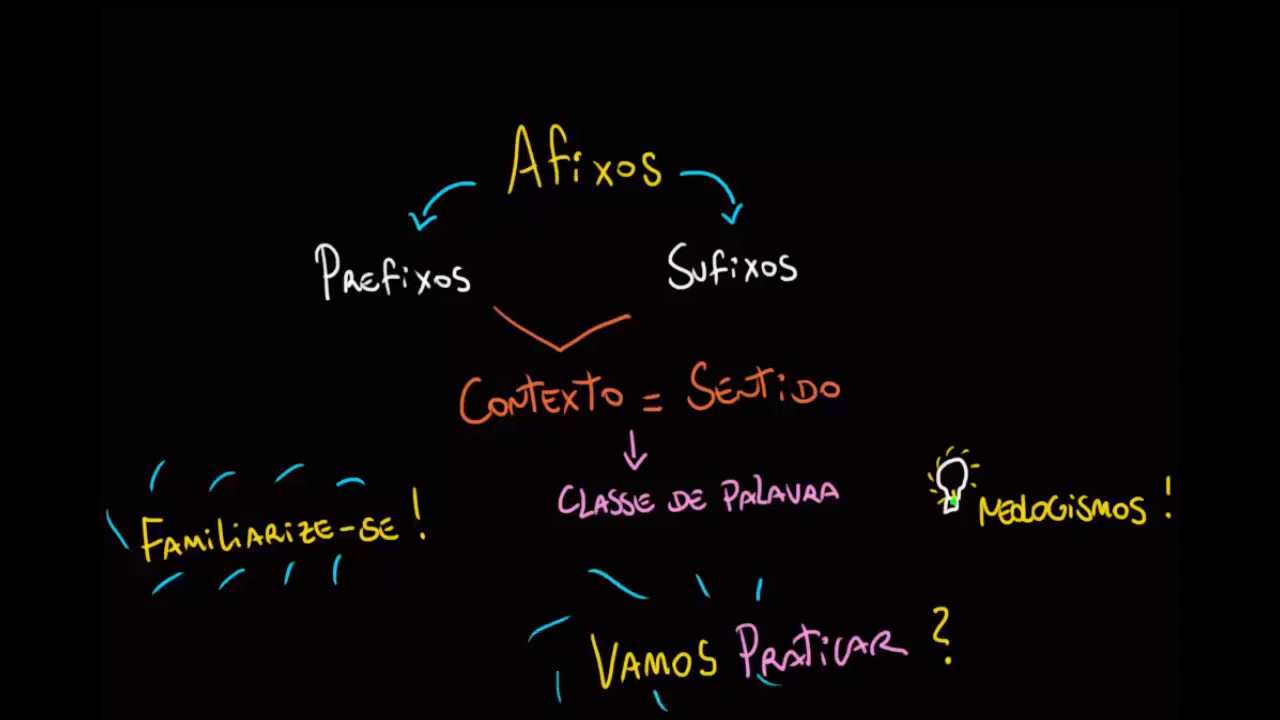 Afixos
Prefixos Sufixos
Contexto = Sentido
Classe de palavra
Familiarize-se!
Neologismos!
Vamos Praticar?